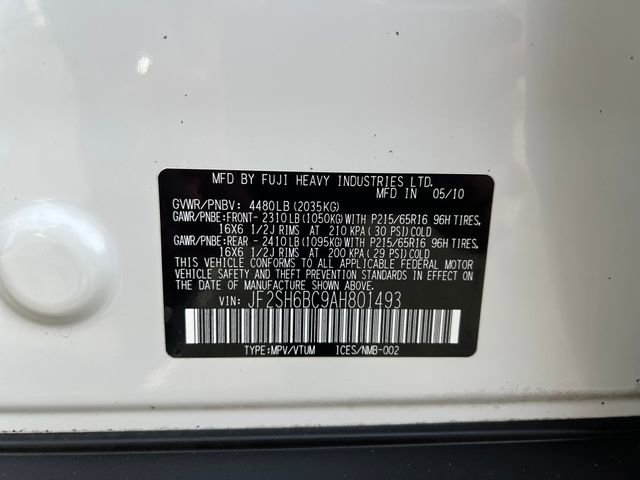 MFD BY FUJI HEAVY INDUSTRIES LTD.
MFD IN 05/10
GVWR/PNBV: 4480LB(2035KG)
GAWR/PNBE:FRONT- 2310LB(1050KG)WITH P215/65R16 96H TIRES,
16X6 1/2J RIMS AT 210 KPA(30 PSI)COLD
GAWR/PNBE:REAR - 2410LB(1095KG)WITH P215/65R16 96H TIRES,
16X6 1/2J RIMS AT 200 KPA(29 PSI)COLD
THIS VEHICLE CONFORMS TO ALL APPLICABLE FEDERAL MOTOR
VEHICLE SAFETY AND THEFT PREVENTION STANDARDS IN EFFECT ON
THE DATE OF MANUFACTURE SHOWN ABOVE.
VIN: JF2SH6BC9AH801493
TYPE:MPV/VTUM ICES/NMB-002